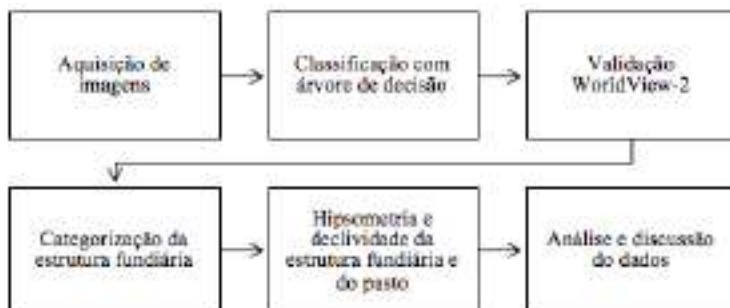 Aquisição de
imagens
Classificação com
árvore de decisão
Validação
WorldView-2
Categorização da
estrutura fundiária
Hipsometria e
declividade da
estrutura fundiária e
do pasto
Análise e discussão
do dados